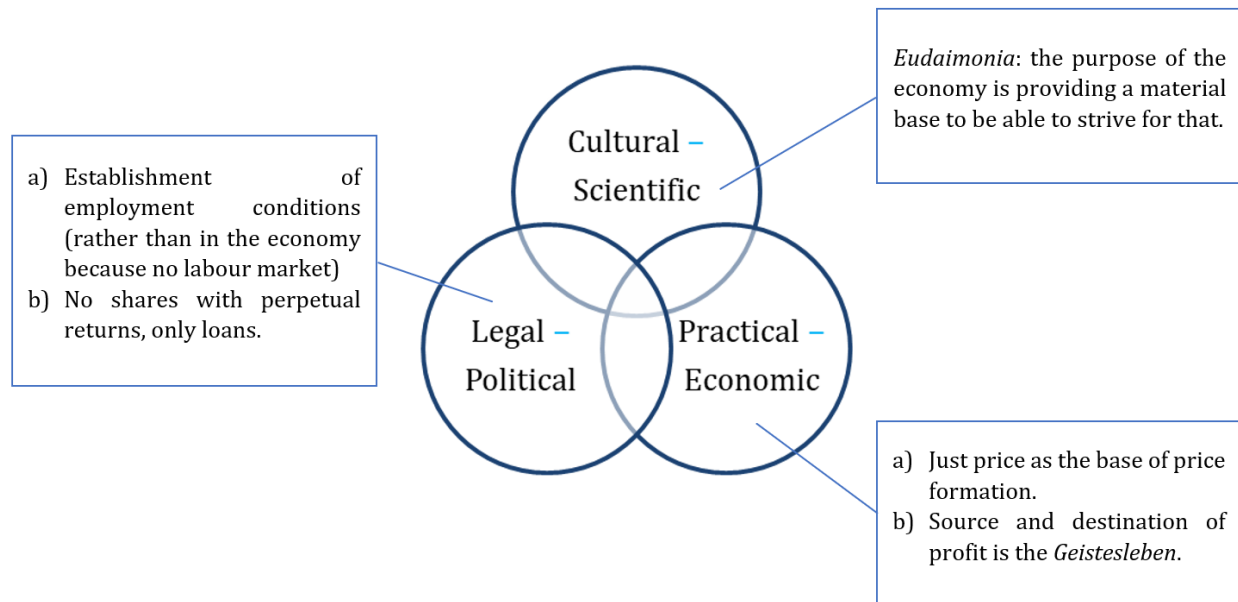 Eudaimonia: the purpose of the
economy is providing a material
base to be able to strive for that.
Cultural –
Scientific
a) Establishment of
employment conditions
(rather than in the economy
because no labour market)
b) No shares with perpetual
returns, only loans.
Legal –
Political
Practical –
Economic
a) Just price as the base of price
formation.
b) Source and destination of
profit is the Geistesleben.